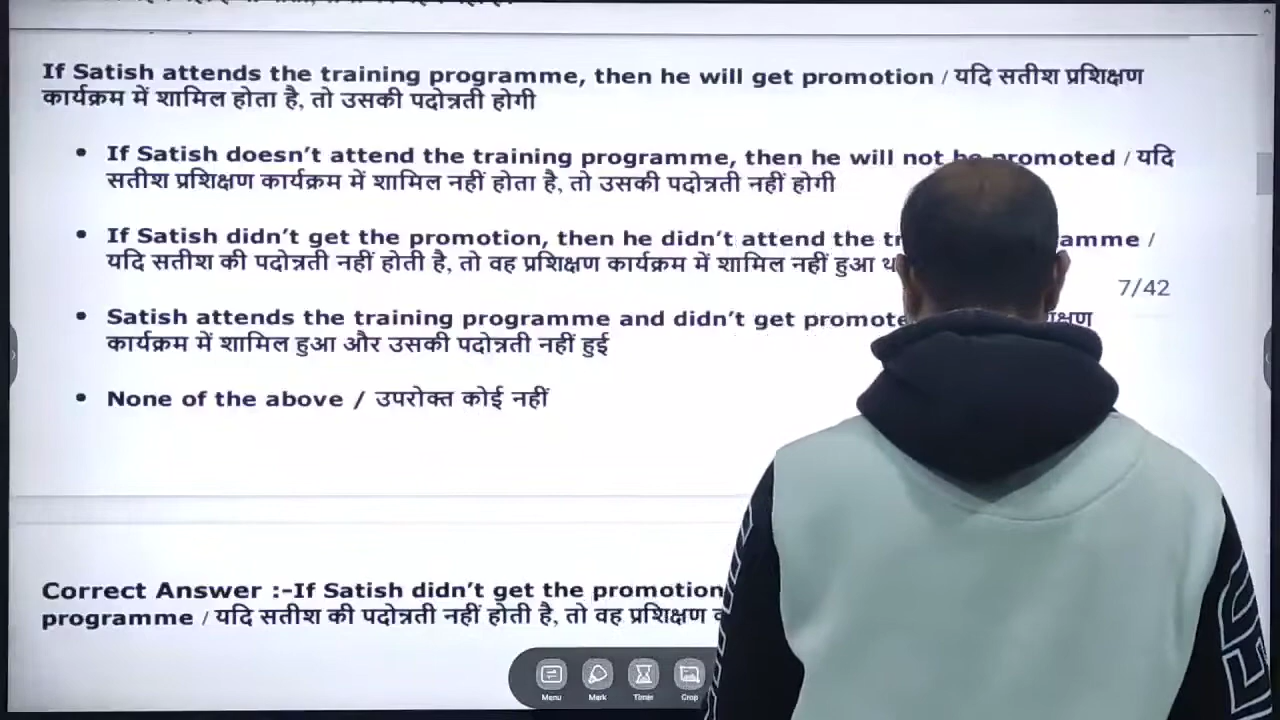 If Satish attends the training programme, then he will get promotion / यदि सतीश प्रशिक्षण
कार्यक्रम में शामिल होता है, तो उसकी पदोन्नती होगी
• If Satish doesn't attend the training programme, then he will not be promoted / यदि
सतीश प्रशिक्षण कार्यक्रम में शामिल नहीं होता है, तो उसकी पदोन्नती नहीं होगी
• If Satish didn't get the promotion, then he didn't attend the /
यदि सतीश की पदोन्नती नहीं होती है, तो वह प्रशिक्षण कार्यक्रम में शामिल नहीं हुआ
7/42
• Satish attends the training programme and didn't get
कार्यक्रम में शामिल हुआ और उसकी पदोन्नती नहीं हुई
• None of the above / उपरोक्त कोई नहीं
Correct Answer :-If Satish didn't get the promotion
programme / यदि सतीश की पदोन्नती नहीं होती है, तो वह प्रशिक्षण
Menu Mark Timer Crop